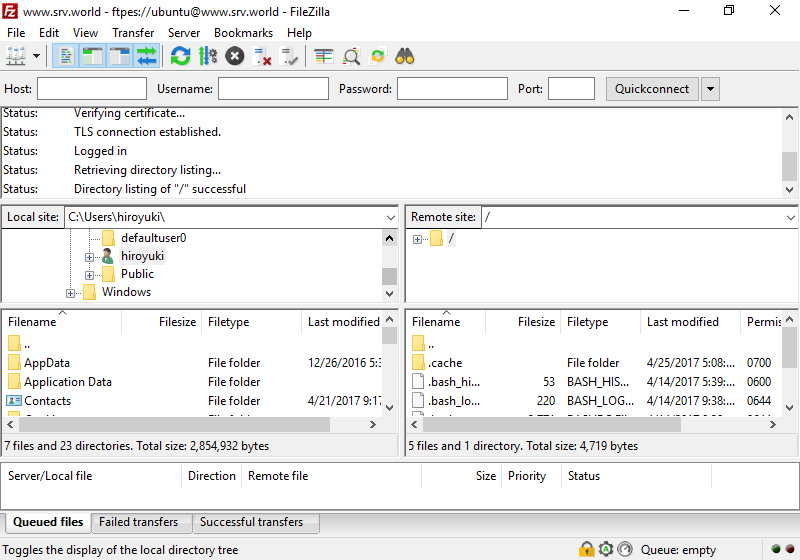 www.srv.world - ftpes://ubuntu@www.srv.world - FileZilla
File Edit View Transfer Server Bookmarks Help
Host: Username: Password: Port: Quickconnect
Status: Verifying certificate...
Status: TLS connection established.
Status: Logged in
Status: Retrieving directory listing...
Status: Directory listing of "/" successful
Local site: C:\Users\hiroyuki\
defaultuser0
hiroyuki
Public
Windows
Remote site: /
/
Filename Filesize Filetype Last modified
..
AppData File folder 12/26/2016 5:3
Application Data
Contacts File folder 4/21/2017 9:17
7 files and 23 directories. Total size: 2,854,932 bytes
Filename Filesize Filetype Last modified Permis
..
.cache File folder 4/25/2017 5:08:... 0700
.bash_hi... 53 BASH_HIS... 4/14/2017 5:39:... 0600
.bash_lo... 220 BASH_LOG... 4/14/2017 9:38:... 0644
5 files and 1 directory. Total size: 4,719 bytes
Server/Local file Direction Remote file Size Priority Status
Queued files Failed transfers Successful transfers
Toggles the display of the local directory tree Queue: empty